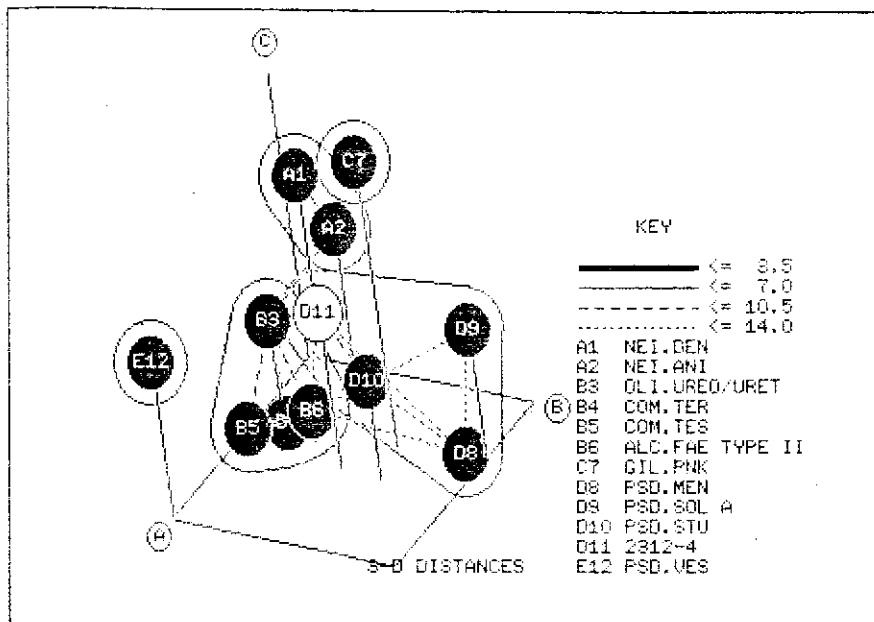 C
C7
A1
A2
KEY
<= 3.5
<= 7.0
<= 10.5
<= 14.0
D11
B3
D9
E12
D10
B6
B5
D8
A
B
A1 NEI.DEN
A2 NEI.ANI
B3 OLI.UREO/URET
B4 COM.TER
B5 COM.TES
B6 ALC.FAE TYPE II
C7 GIL.PNK
D8 PSD.MEN
D9 PSD.SOL A
D10 PSD.STU
D11 2312-4
E12 PSD.VES
3-D DISTANCES